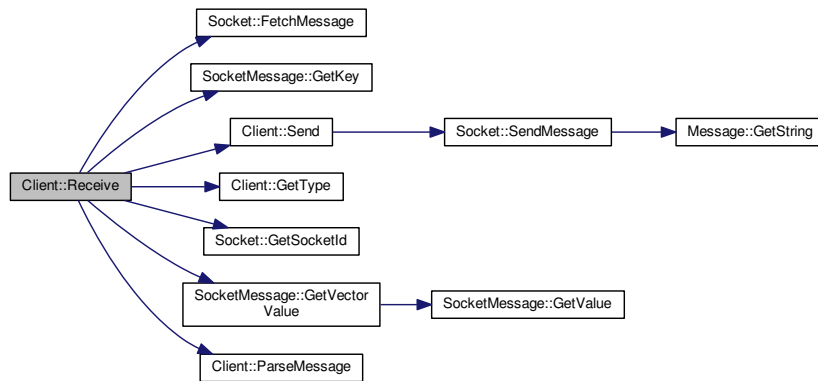 Socket::FetchMessage
SocketMessage::GetKey
Client::Send
Socket::SendMessage
Message::GetString
Client::Receive
Client::GetType
Socket::GetSocketId
SocketMessage::GetVector
Value
SocketMessage::GetValue
Client::ParseMessage